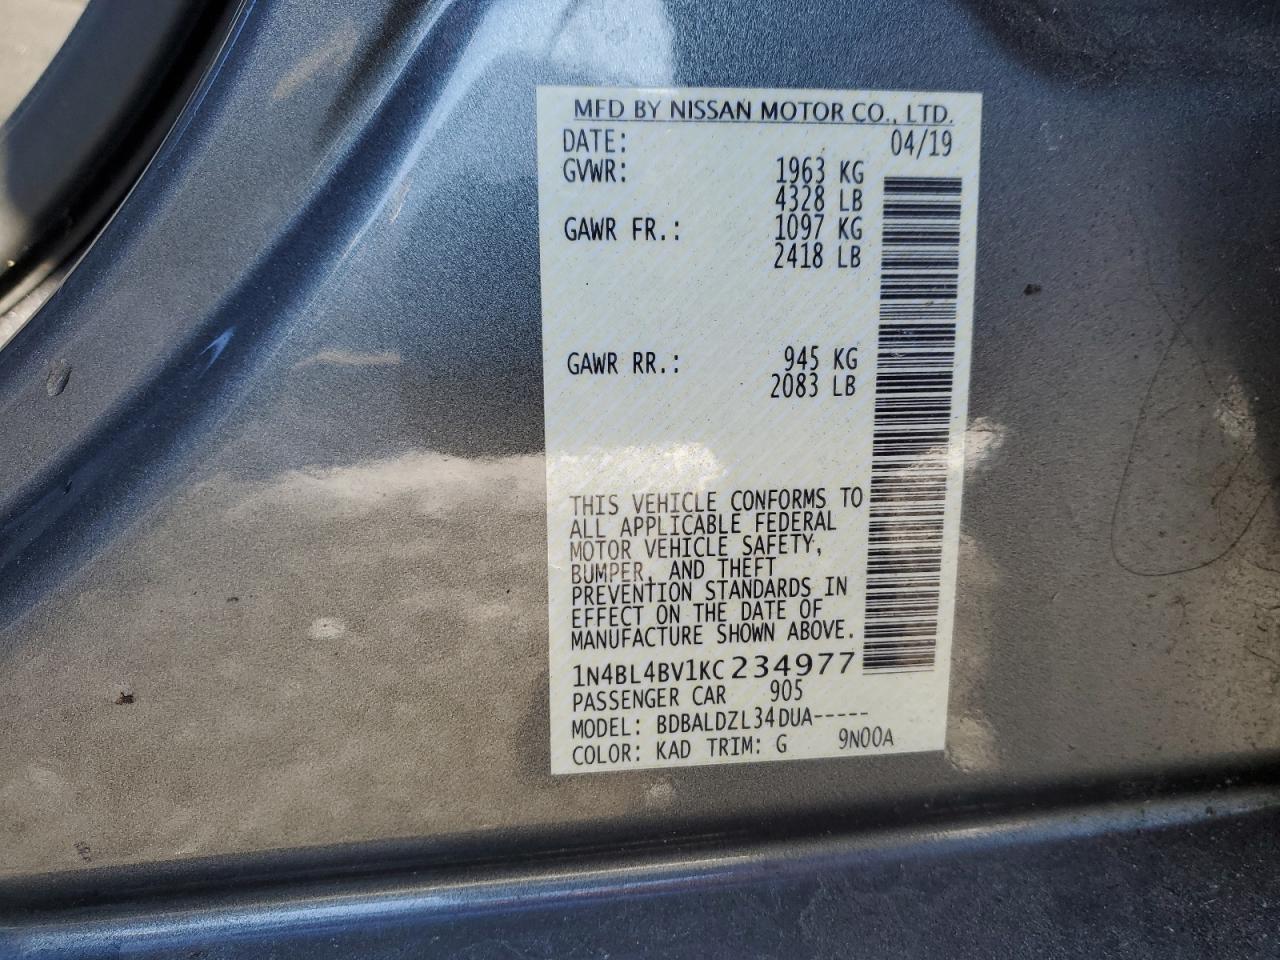 MFD BY NISSAN MOTOR CO., LTD.
DATE: 04/19
GVWR: 1963 KG
4328 LB
GAWR FR.: 1097 KG
2418 LB
GAWR RR.: 945 KG
2083 LB
THIS VEHICLE CONFORMS TO
ALL APPLICABLE FEDERAL
MOTOR VEHICLE SAFETY,
BUMPER, AND THEFT
PREVENTION STANDARDS IN
EFFECT ON THE DATE OF
MANUFACTURE SHOWN ABOVE.
1N4BL4BV1KC234977
PASSENGER CAR 905
MODEL: BDBALDZL34DUA-----
COLOR: KAD TRIM: G 9N00A